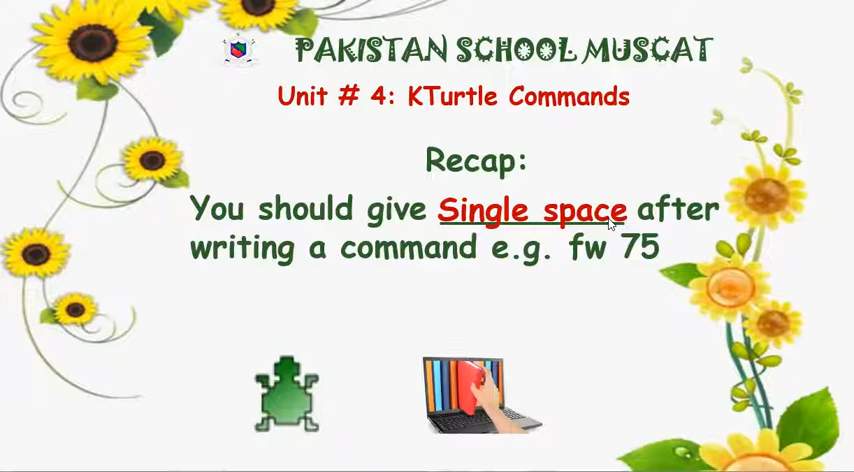 PAKISTAN SCHOOL MUSCAT
Unit # 4: KTurtle Commands
Recap:
You should give Single space after
writing a command e.g. fw 75